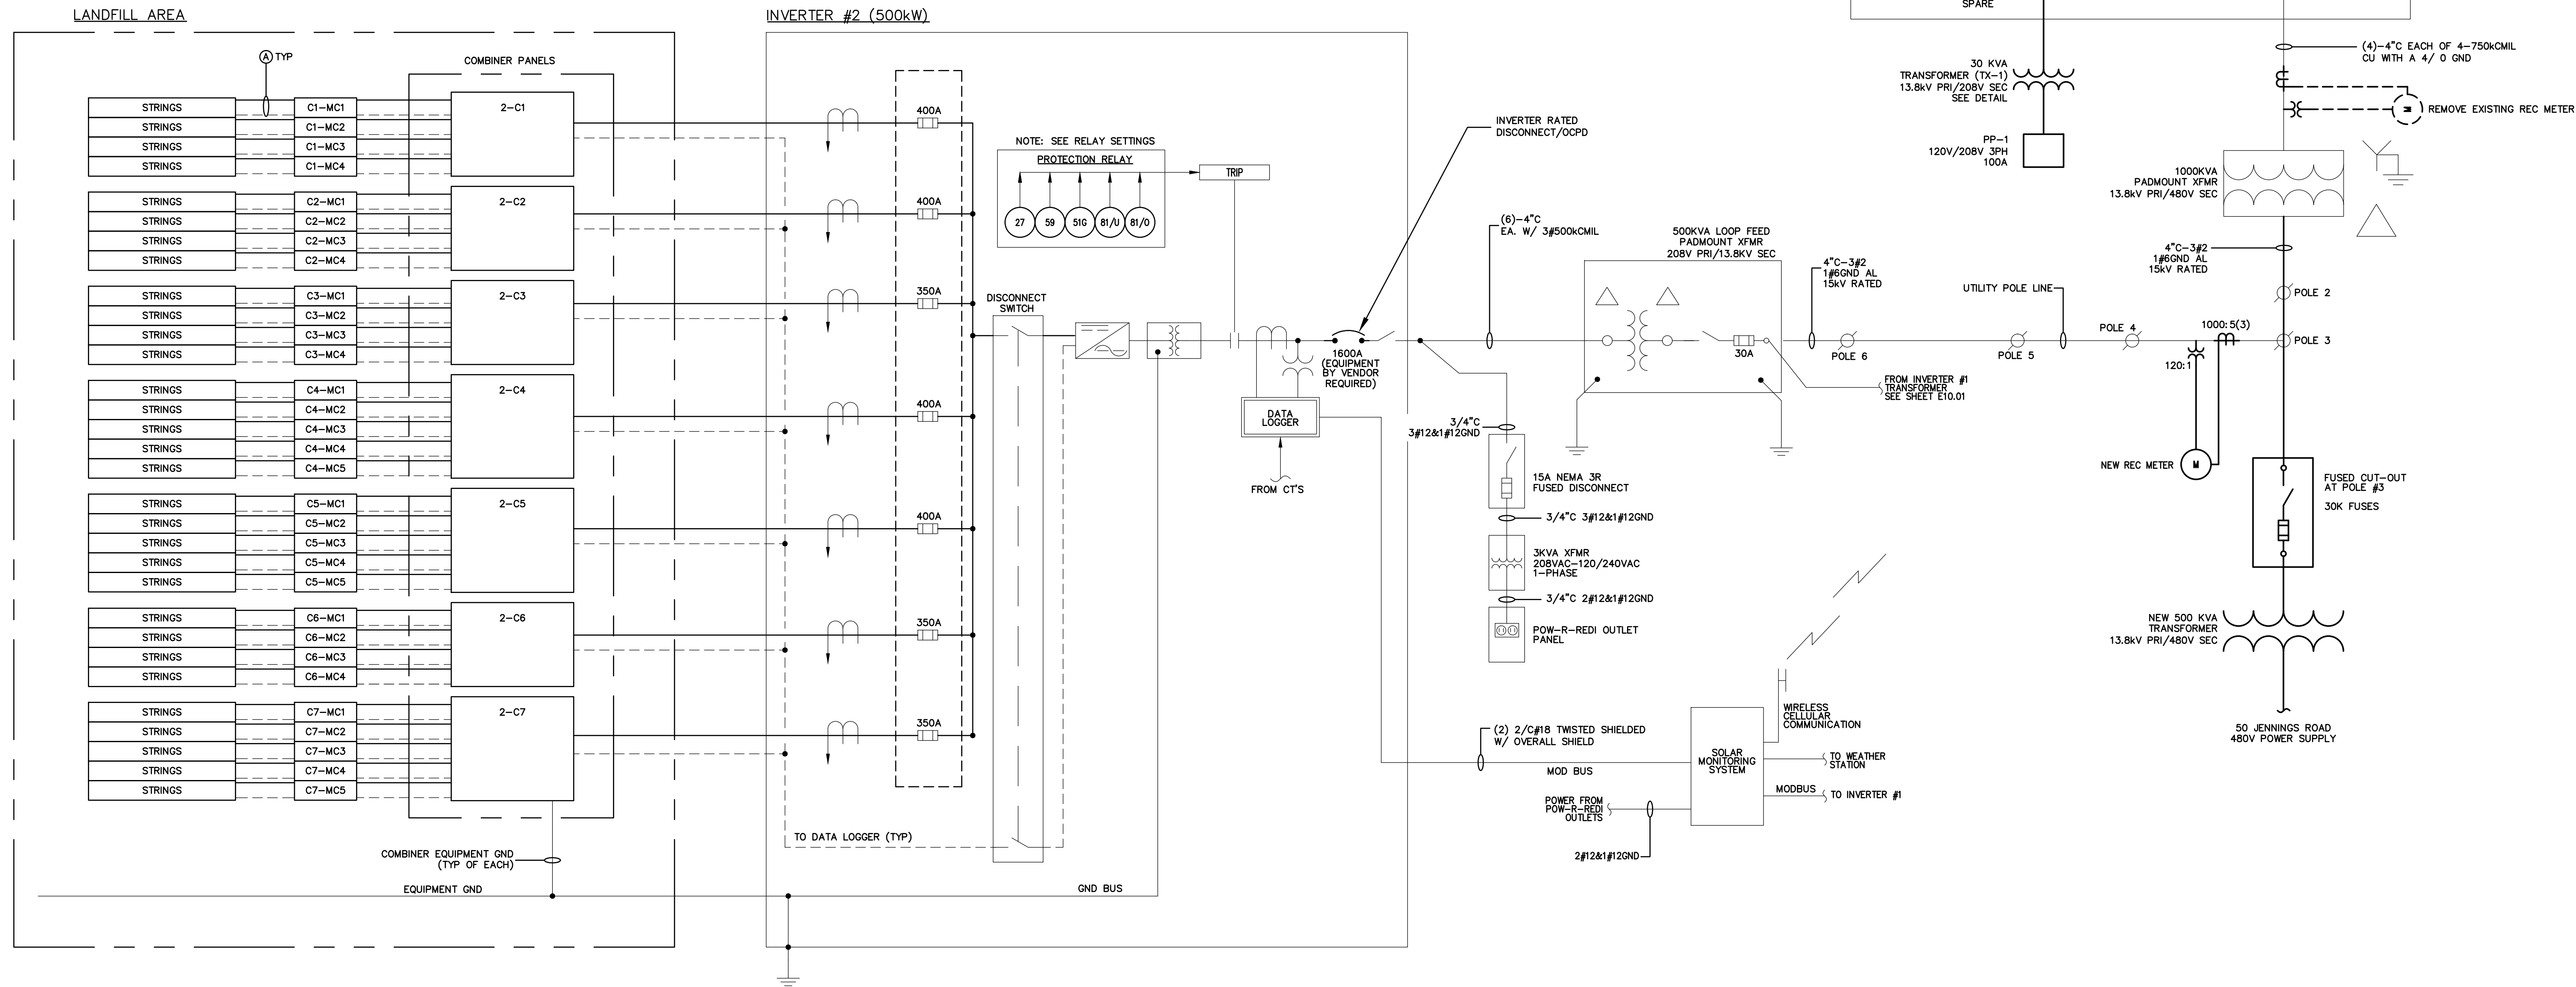 LANDFILL AREA
A TYP
COMBINER PANELS
STRINGS
C1-MC1
STRINGS
C1-MC2
STRINGS
C1-MC3
STRINGS
C1-MC4
2-C1
STRINGS
C2-MC1
STRINGS
C2-MC2
STRINGS
C2-MC3
STRINGS
C2-MC4
2-C2
STRINGS
C3-MC1
STRINGS
C3-MC2
STRINGS
C3-MC3
STRINGS
C3-MC4
2-C3
STRINGS
C4-MC1
STRINGS
C4-MC2
STRINGS
C4-MC3
STRINGS
C4-MC4
STRINGS
C4-MC5
2-C4
STRINGS
C5-MC1
STRINGS
C5-MC2
STRINGS
C5-MC3
STRINGS
C5-MC4
STRINGS
C5-MC5
2-C5
STRINGS
C6-MC1
STRINGS
C6-MC2
STRINGS
C6-MC3
STRINGS
C6-MC4
2-C6
STRINGS
C7-MC1
STRINGS
C7-MC2
STRINGS
C7-MC3
STRINGS
C7-MC4
STRINGS
C7-MC5
2-C7
COMBINER EQUIPMENT GND
(TYP OF EACH)
EQUIPMENT GND
INVERTER #2 (500kW)
400A
400A
350A
400A
400A
350A
350A
TO DATA LOGGER (TYP)
GND BUS
NOTE: SEE RELAY SETTINGS
PROTECTION RELAY
27
59
51G
81/U
81/O
TRIP
DISCONNECT
SWITCH
INVERTER RATED
DISCONNECT/OCPD
1600A
(EQUIPMENT
BY VENDOR
REQUIRED)
DATA
LOGGER
FROM CT'S
(6)-4"C
EA. W/ 3#500kCMIL
500KVA LOOP FEED
PADMOUNT XFMR
208V PRI/13.8KV SEC
30A
4"C-3#2
1#6GND AL
15kV RATED
POLE 6
FROM INVERTER #1
TRANSFORMER
SEE SHEET E10.01
UTILITY POLE LINE
POLE 5
POLE 4
120:1
1000:5(3)
POLE 3
POLE 2
NEW REC METER
M
3/4"C
3#12&1#12GND
15A NEMA 3R
FUSED DISCONNECT
3/4"C 3#12&1#12GND
3KVA XFMR
208VAC-120/240VAC
1-PHASE
3/4"C 2#12&1#12GND
POW-R-REDI OUTLET
PANEL
(2) 2/C#18 TWISTED SHIELDED
W/ OVERALL SHIELD
MOD BUS
POWER FROM
POW-R-REDI
OUTLETS
2#12&1#12GND
SOLAR
MONITORING
SYSTEM
WIRELESS
CELLULAR
COMMUNICATION
TO WEATHER
STATION
MODBUS
TO INVERTER #1
SPARE
30 KVA
TRANSFORMER (TX-1)
13.8kV PRI/208V SEC
SEE DETAIL
PP-1
120V/208V 3PH
100A
(4)-4"C EACH OF 4-750kCMIL
CU WITH A 4/ 0 GND
M
REMOVE EXISTING REC METER
1000KVA
PADMOUNT XFMR
13.8kV PRI/480V SEC
4"C-3#2
1#6GND AL
15kV RATED
FUSED CUT-OUT
AT POLE #3
30K FUSES
NEW 500 KVA
TRANSFORMER
13.8kV PRI/480V SEC
50 JENNINGS ROAD
480V POWER SUPPLY